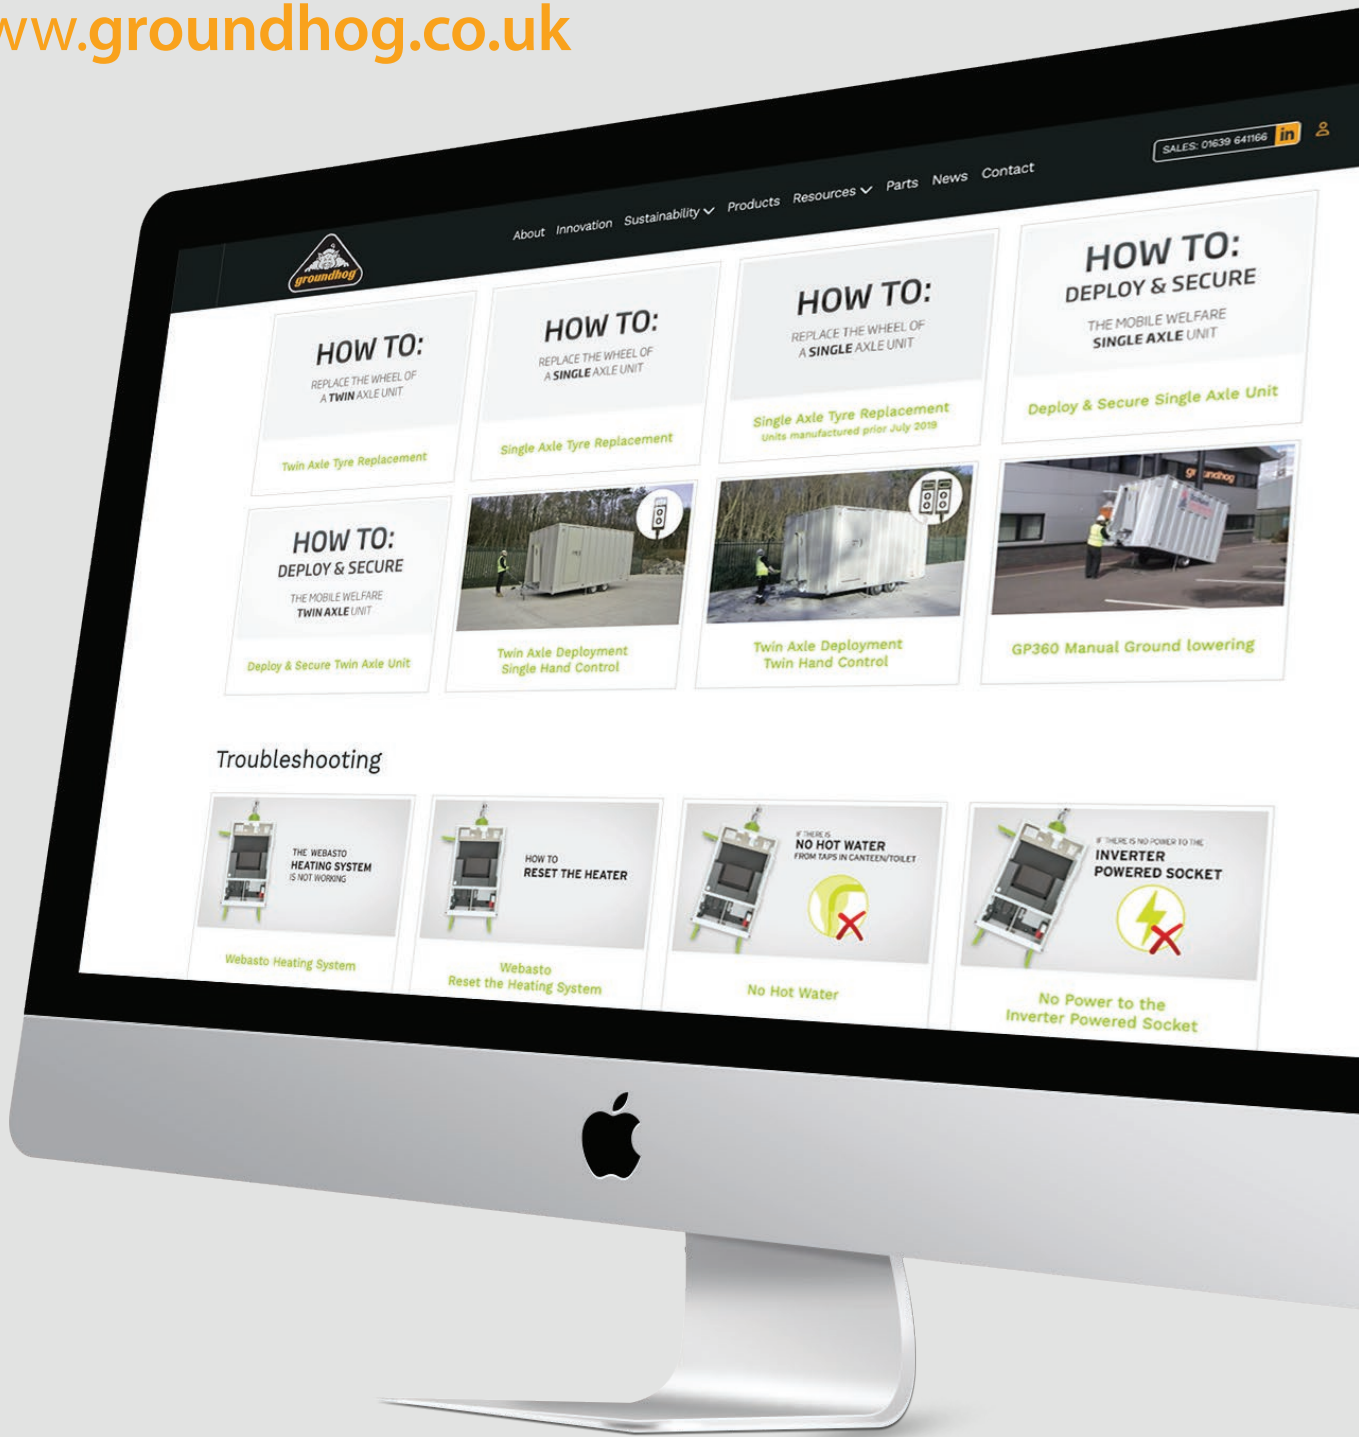 ww.groundhog.co.uk
SALES: 01639 641166 in
About Innovation Sustainability Products Resources Parts News Contact
groundhog
HOW TO:
REPLACE THE WHEEL OF
A TWIN AXLE UNIT
Twin Axle Tyre Replacement
HOW TO:
REPLACE THE WHEEL OF
A SINGLE AXLE UNIT
Single Axle Tyre Replacement
HOW TO:
REPLACE THE WHEEL OF
A SINGLE AXLE UNIT
Single Axle Tyre Replacement
Units manufactured prior July 2019
HOW TO:
DEPLOY & SECURE
THE MOBILE WELFARE
SINGLE AXLE UNIT
Deploy & Secure Single Axle Unit
HOW TO:
DEPLOY & SECURE
THE MOBILE WELFARE
TWIN AXLE UNIT
Deploy & Secure Twin Axle Unit
Twin Axle Deployment
Single Hand Control
Twin Axle Deployment
Twin Hand Control
groundhog
GP360 Manual Ground lowering
Troubleshooting
THE WEBASTO
HEATING SYSTEM
IS NOT WORKING
Webasto Heating System
HOW TO
RESET THE HEATER
Webasto
Reset the Heating System
IF THERE IS
NO HOT WATER
FROM TAPS IN CANTEEN/TOILET
No Hot Water
IF THERE IS NO POWER TO THE
INVERTER
POWERED SOCKET
No Power to the
Inverter Powered Socket